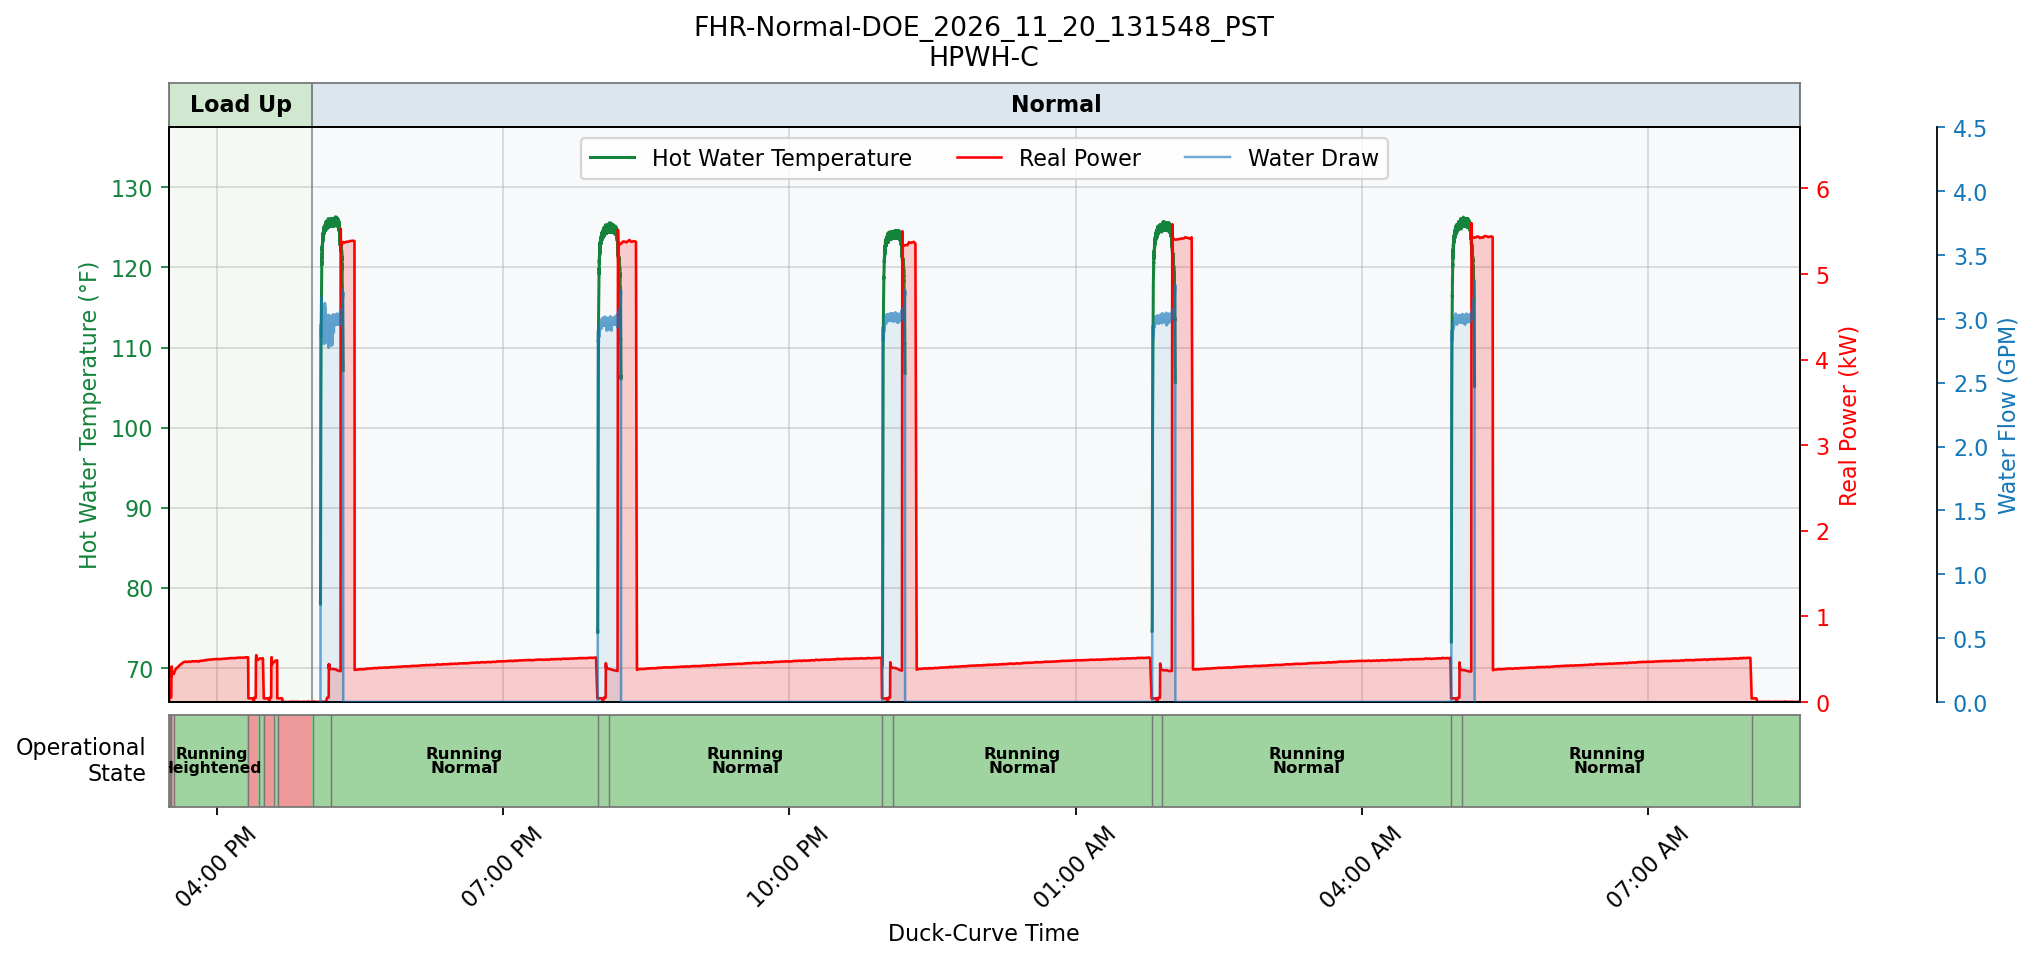 FHR-Normal-DOE_2026_11_20_131548_PST
HPWH-C
Load Up
Normal
Hot Water Temperature
Real Power
Water Draw
Hot Water Temperature (°F)
130
120
110
100
90
80
70
Real Power (kW)
6
5
4
3
2
1
0
Water Flow (GPM)
4.5
4.0
3.5
3.0
2.5
2.0
1.5
1.0
0.5
0.0
Operational
State
Running
Heightened
Running
Normal
Running
Normal
Running
Normal
Running
Normal
Running
Normal
04:00 PM
07:00 PM
10:00 PM
01:00 AM
04:00 AM
07:00 AM
Duck-Curve Time